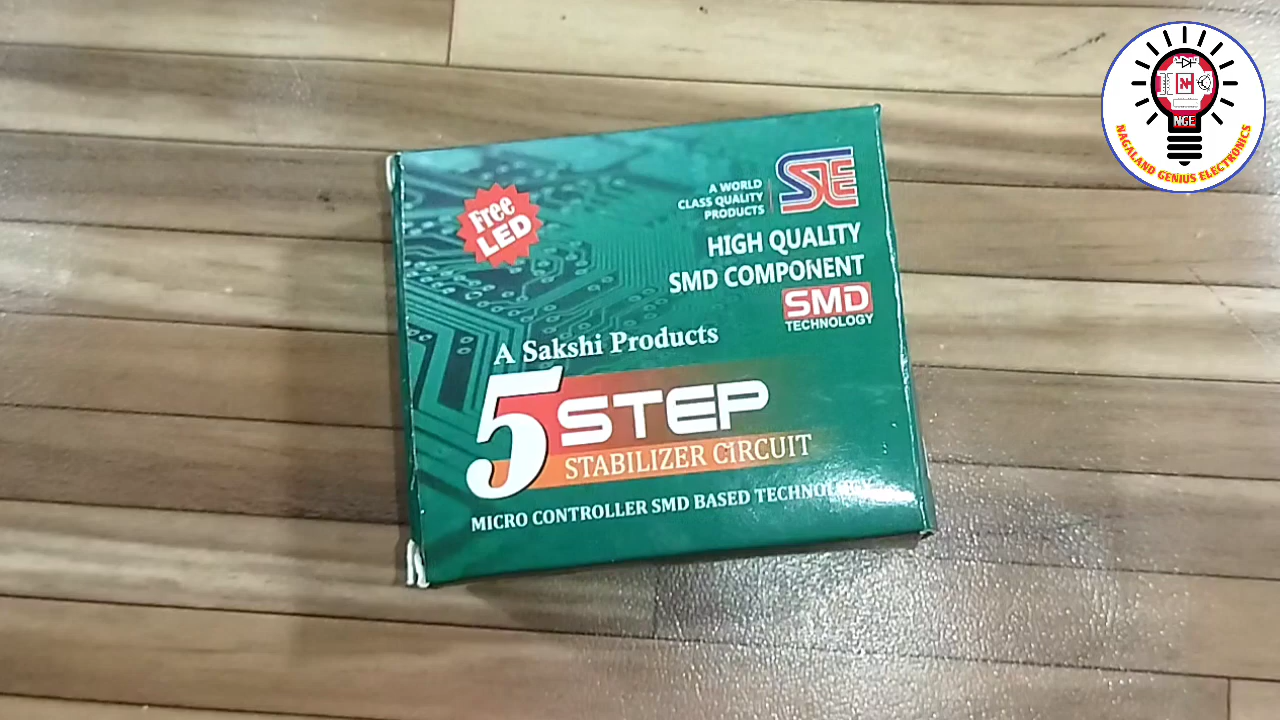 NAGALAND GENIUS ELECTRONICS
NGE
Free
LED
A WORLD
CLASS QUALITY
PRODUCTS
HIGH QUALITY
SMD COMPONENT
SMD
TECHNOLOGY
A Sakshi Products
5 STEP
STABILIZER CIRCUIT
MICRO CONTROLLER SMD BASED TECHNOLOGY